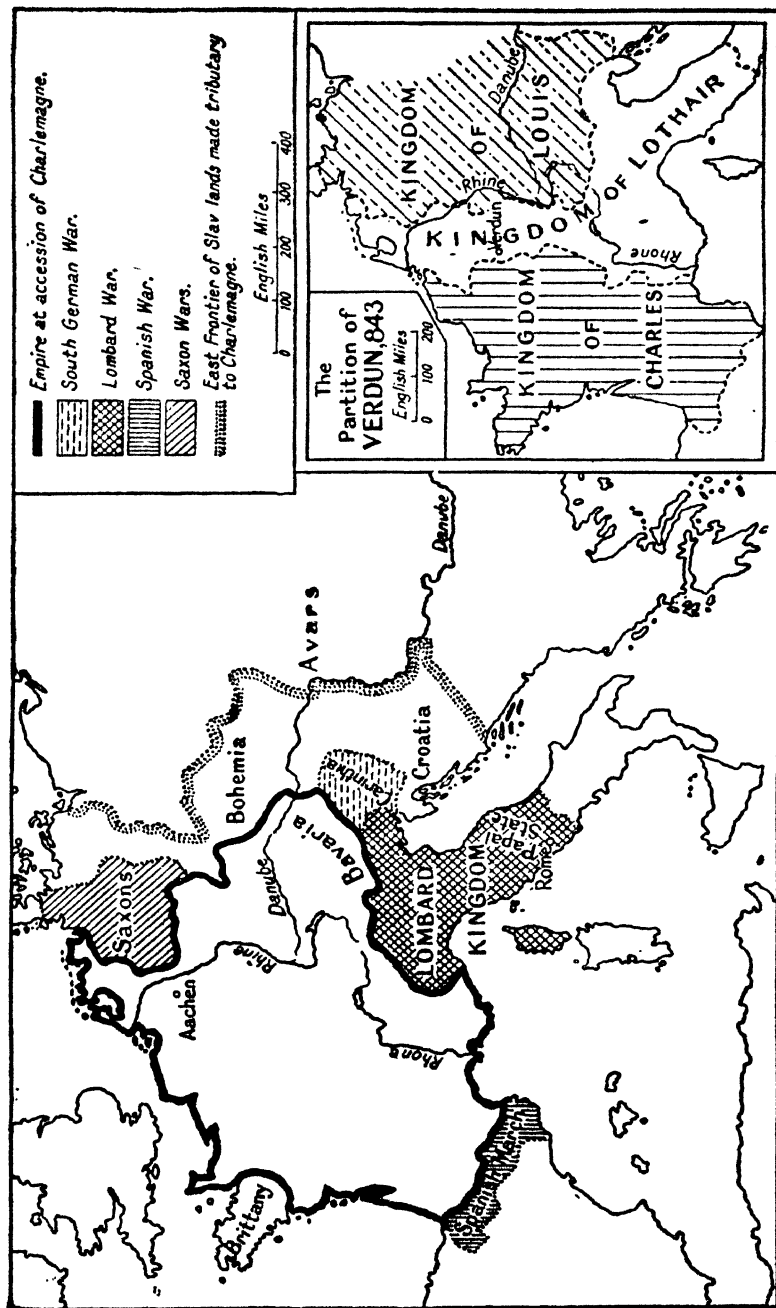 Empire at accession of Charlemagne.
South German War.
Lombard War.
Spanish War.
Saxon Wars.
East Frontier of Slav lands made tributary
to Charlemagne.
English Miles
0 100 200 300 400
The
Partition of
VERDUN, 843
English Miles
0 100 200
KINGDOM
OF
LOUIS
Danube
Rhine
Verdun
KINGDOM OF LOTHAIR
Rhone
KINGDOM
OF
CHARLES
Saxons
Aachen
Rhine
Bohemia
Avars
Danube
Danube
Bavaria
Carinthia
Croatia
LOMBARD
KINGDOM
Papal
State
Rome
Rhone
Brittany
Spanish March